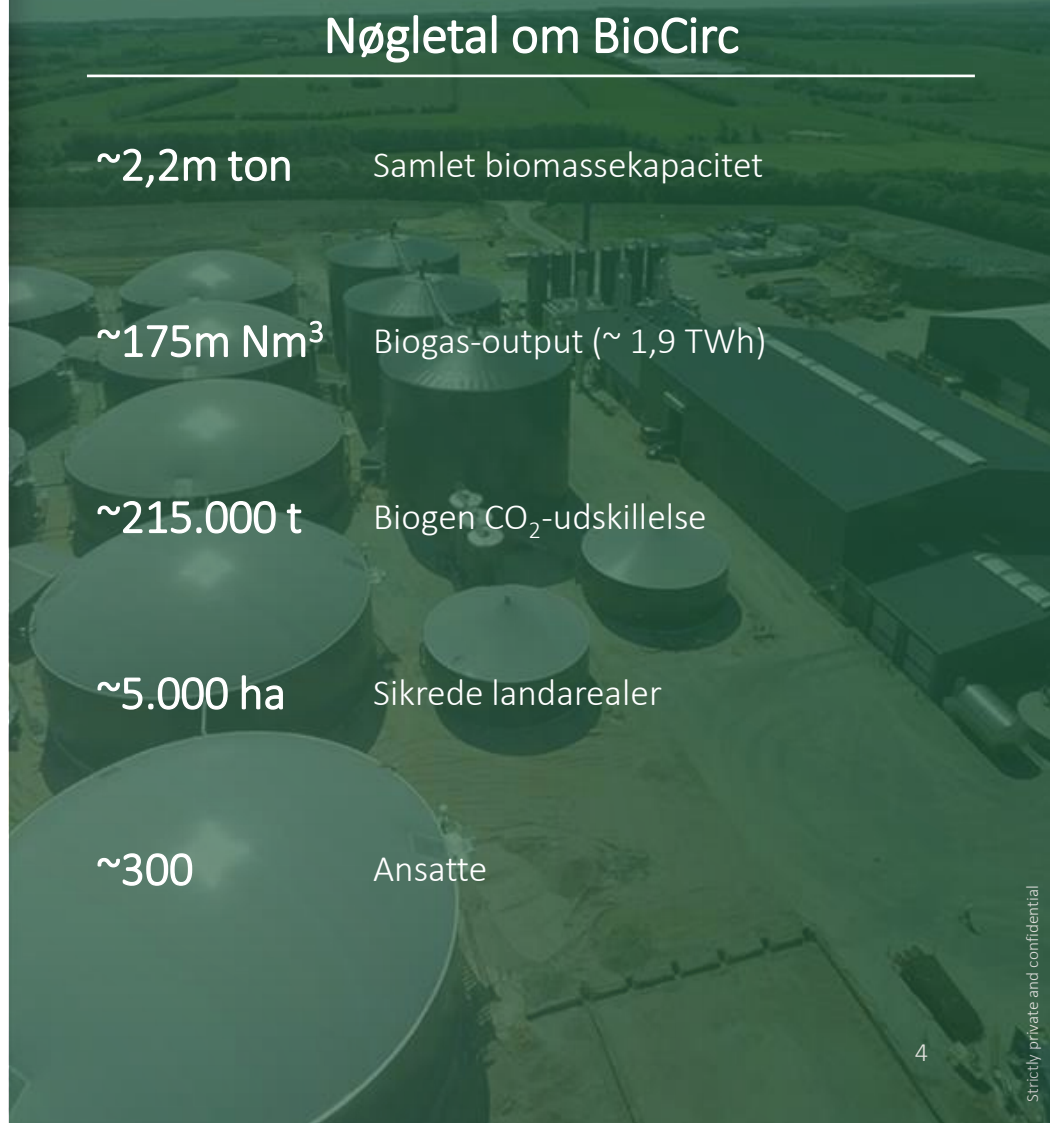 Nøgletal om BioCirc
~2,2m ton Samlet biomassekapacitet
~175m Nm³ Biogas-output (~ 1,9 TWh)
~215.000 t Biogen CO₂-udskillelse
~5.000 ha Sikrede landarealer
~300 Ansatte
4
Strictly private and confidential